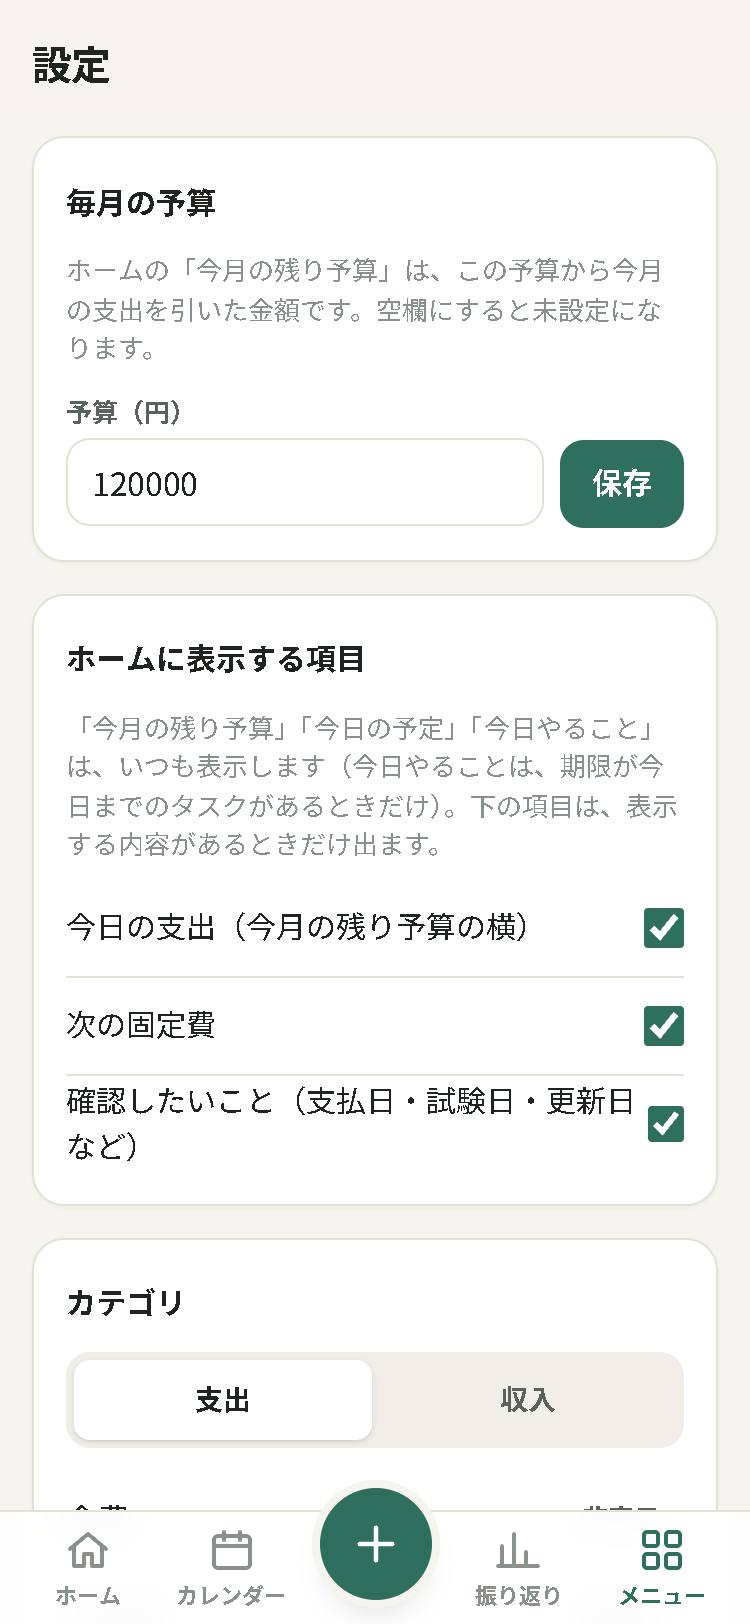 設定
毎月の予算
ホームの「今月の残り予算」は、この予算から今月
の支出を引いた金額です。空欄にすると未設定にな
ります。
予算（円）
120000
保存
ホームに表示する項目
「今月の残り予算」「今日の予定」「今日やること」
は、いつも表示します（今日やることは、期限が今
日までのタスクがあるときだけ）。下の項目は、表示
する内容があるときだけ出ます。
今日の支出（今月の残り予算の横）
次の固定費
確認したいこと（支払日・試験日・更新日
など）
カテゴリ
支出
収入
ホーム
カレンダー
振り返り
メニュー